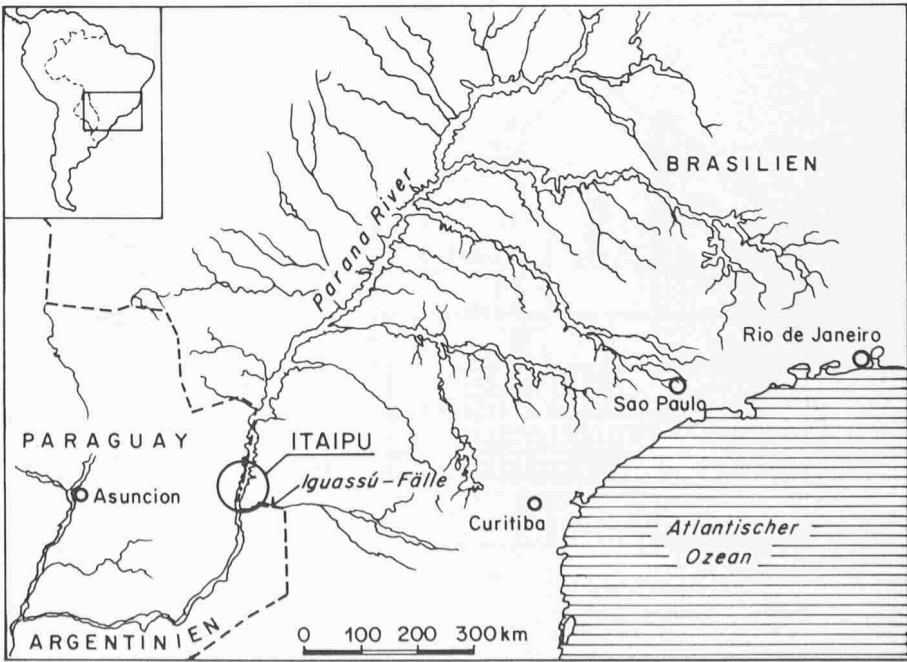 BRASILIEN
Parana River
Rio de Janeiro
Sao Paulo
PARAGUAY
ITAIPU
Iguassú-Fälle
Asuncion
Curitiba
Atlantischer
Ozean
ARGENTINIEN
0 100 200 300 km